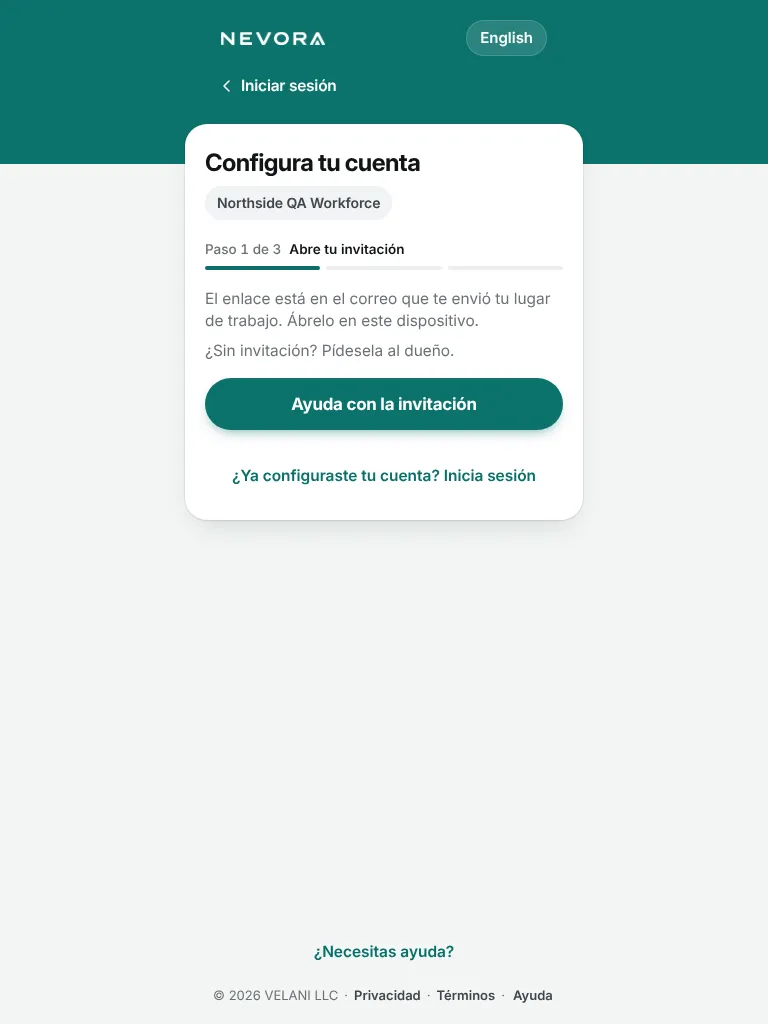 NEVORA
English
Iniciar sesión
Configura tu cuenta
Northside QA Workforce
Paso 1 de 3 Abre tu invitación
El enlace está en el correo que te envió tu lugar
de trabajo. Ábrelo en este dispositivo.
¿Sin invitación? Pídesela al dueño.
Ayuda con la invitación
¿Ya configuraste tu cuenta? Inicia sesión
¿Necesitas ayuda?
© 2026 VELANI LLC · Privacidad · Términos · Ayuda